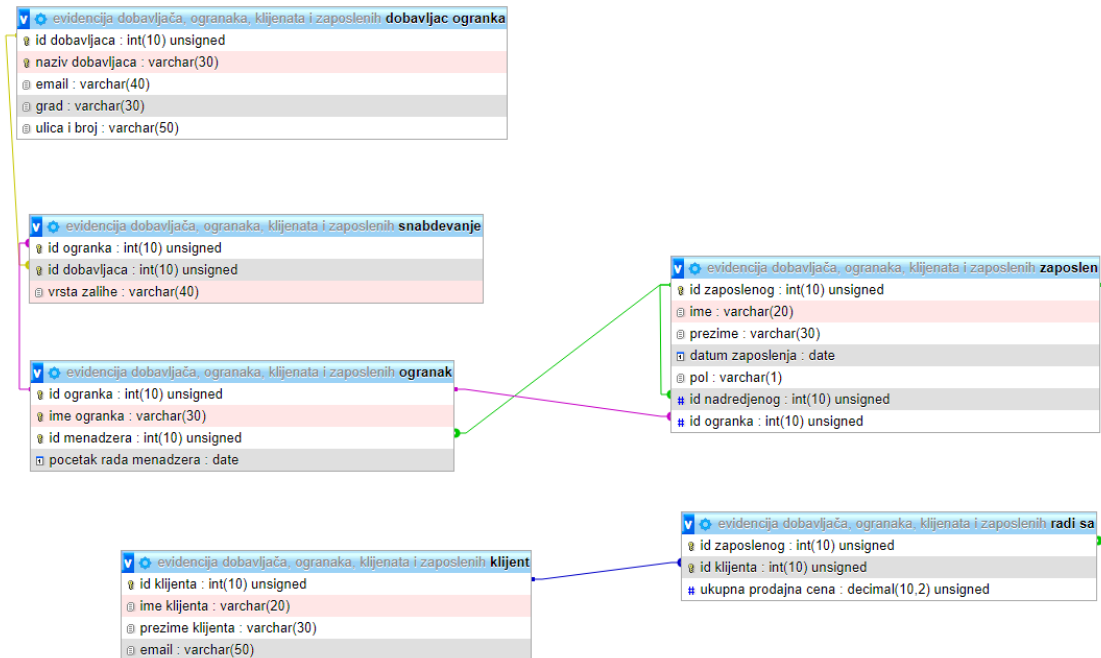 evidencija dobavljača, ogranaka, klijenata i zaposlenih dobavljac ogranka
id dobavljaca : int(10) unsigned
naziv dobavljaca : varchar(30)
email : varchar(40)
grad : varchar(30)
ulica i broj : varchar(50)
evidencija dobavljača, ogranaka, klijenata i zaposlenih snabdevanje
id ogranka : int(10) unsigned
id dobavljaca : int(10) unsigned
vrsta zalihe : varchar(40)
evidencija dobavljača, ogranaka, klijenata i zaposlenih zaposlen
id zaposlenog : int(10) unsigned
ime : varchar(20)
prezime : varchar(30)
datum zaposlenja : date
pol : varchar(1)
# id nadredjenog : int(10) unsigned
# id ogranka : int(10) unsigned
evidencija dobavljača, ogranaka, klijenata i zaposlenih ogranak
id ogranka : int(10) unsigned
ime ogranka : varchar(30)
id menadzera : int(10) unsigned
pocetak rada menadzera : date
evidencija dobavljača, ogranaka, klijenata i zaposlenih radi sa
id zaposlenog : int(10) unsigned
id klijenta : int(10) unsigned
# ukupna prodajna cena : decimal(10,2) unsigned
evidencija dobavljača, ogranaka, klijenata i zaposlenih klijent
id klijenta : int(10) unsigned
ime klijenta : varchar(20)
prezime klijenta : varchar(30)
email : varchar(50)